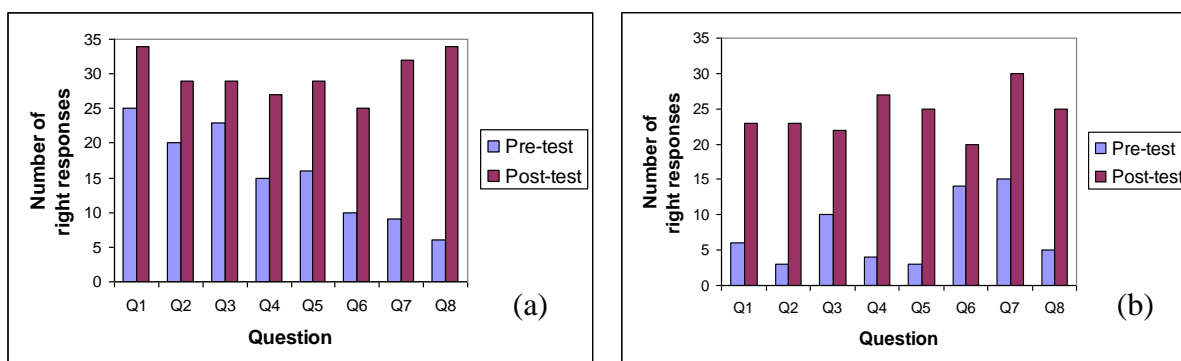 35
30
25
20
15
10
5
0
Number of
right responses
Q1 Q2 Q3 Q4 Q5 Q6 Q7 Q8
Question
Pre-test
Post-test
(a)
35
30
25
20
15
10
5
0
Number of
right responses
Q1 Q2 Q3 Q4 Q5 Q6 Q7 Q8
Question
Pre-test
Post-test
(b)